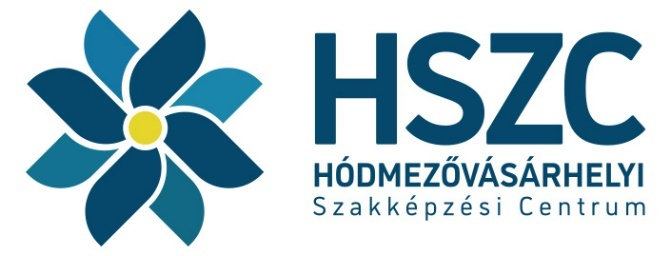 HSZC
HÓDMEZŐVÁSÁRHELYI
Szakképzési Centrum